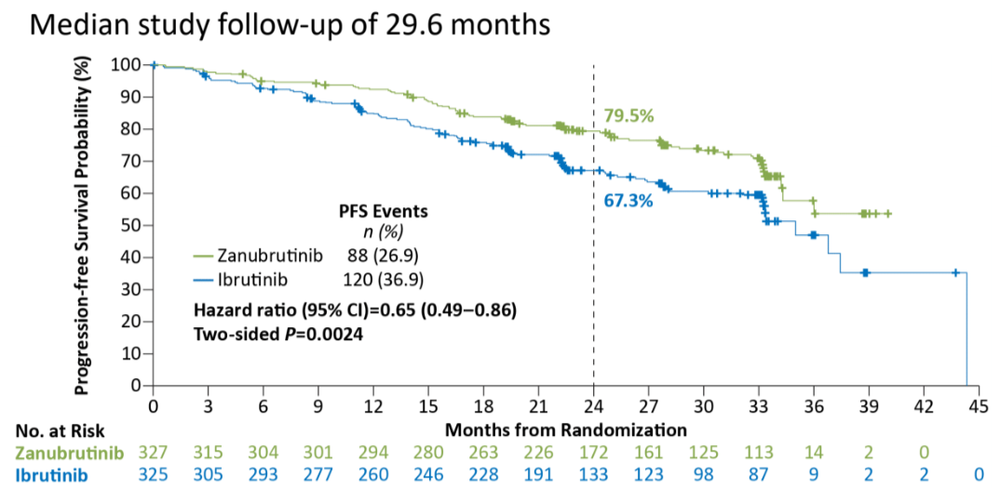 Median study follow-up of 29.6 months
Progression-free Survival Probability (%)
100
90
80
70
60
50
40
30
20
10
0
79.5%
67.3%
PFS Events
n (%)
Zanubrutinib 88 (26.9)
Ibrutinib 120 (36.9)
Hazard ratio (95% CI)=0.65 (0.49–0.86)
Two-sided P=0.0024
0 3 6 9 12 15 18 21 24 27 30 33 36 39 42 45
Months from Randomization
No. at Risk
Zanubrutinib 327 315 304 301 294 280 263 226 172 161 125 113 14 2 0
Ibrutinib 325 305 293 277 260 246 228 191 133 123 98 87 9 2 2 0